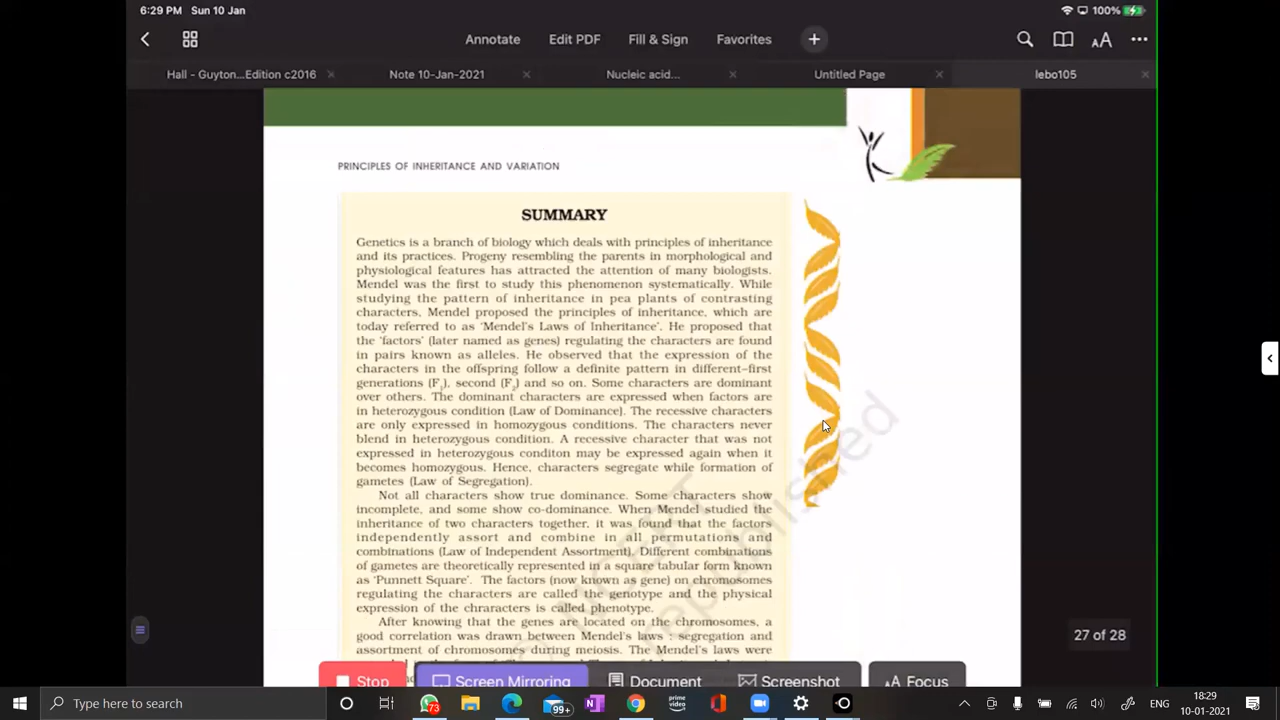 6:29 PM Sun 10 Jan
100%
Annotate Edit PDF Fill & Sign Favorites
Hall - Guyton...Edition c2016 Note 10-Jan-2021 Nucleic acid... Untitled Page lebo105
PRINCIPLES OF INHERITANCE AND VARIATION
SUMMARY
Genetics is a branch of biology which deals with principles of inheritance
and its practices. Progeny resembling the parents in morphological and
physiological features has attracted the attention of many biologists.
Mendel was the first to study this phenomenon systematically. While
studying the pattern of inheritance in pea plants of contrasting
characters, Mendel proposed the principles of inheritance, which are
today referred to as 'Mendel's Laws of Inheritance'. He proposed that
the 'factors' (later named as genes) regulating the characters are found
in pairs known as alleles. He observed that the expression of the
characters in the offspring follow a definite pattern in different–first
generations (F1), second (F2) and so on. Some characters are dominant
over others. The dominant characters are expressed when factors are
in heterozygous condition (Law of Dominance). The recessive characters
are only expressed in homozygous conditions. The characters never
blend in heterozygous condition. A recessive character that was not
expressed in heterozygous conditon may be expressed again when it
becomes homozygous. Hence, characters segregate while formation of
gametes (Law of Segregation).
Not all characters show true dominance. Some characters show
incomplete, and some show co-dominance. When Mendel studied the
inheritance of two characters together, it was found that the factors
independently assort and combine in all permutations and
combinations (Law of Independent Assortment). Different combinations
of gametes are theoretically represented in a square tabular form known
as 'Punnett Square'. The factors (now known as gene) on chromosomes
regulating the characters are called the genotype and the physical
expression of the chraracters is called phenotype.
After knowing that the genes are located on the chromosomes, a
good correlation was drawn between Mendel's laws : segregation and
assortment of chromosomes during meiosis. The Mendel's laws were
NCERT
republished
27 of 28
Stop Screen Mirroring Document Screenshot AA Focus
Type here to search
73
99+
prime video
ENG
18:29
10-01-2021